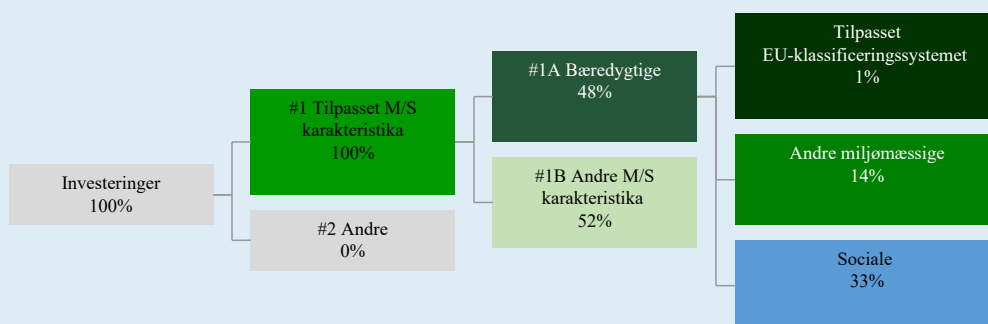 Investeringer
100%
#1 Tilpasset M/S
karakteristika
100%
#2 Andre
0%
#1A Bæredygtige
48%
#1B Andre M/S
karakteristika
52%
Tilpasset
EU-klassificeringssystemet
1%
Andre miljømæssige
14%
Sociale
33%